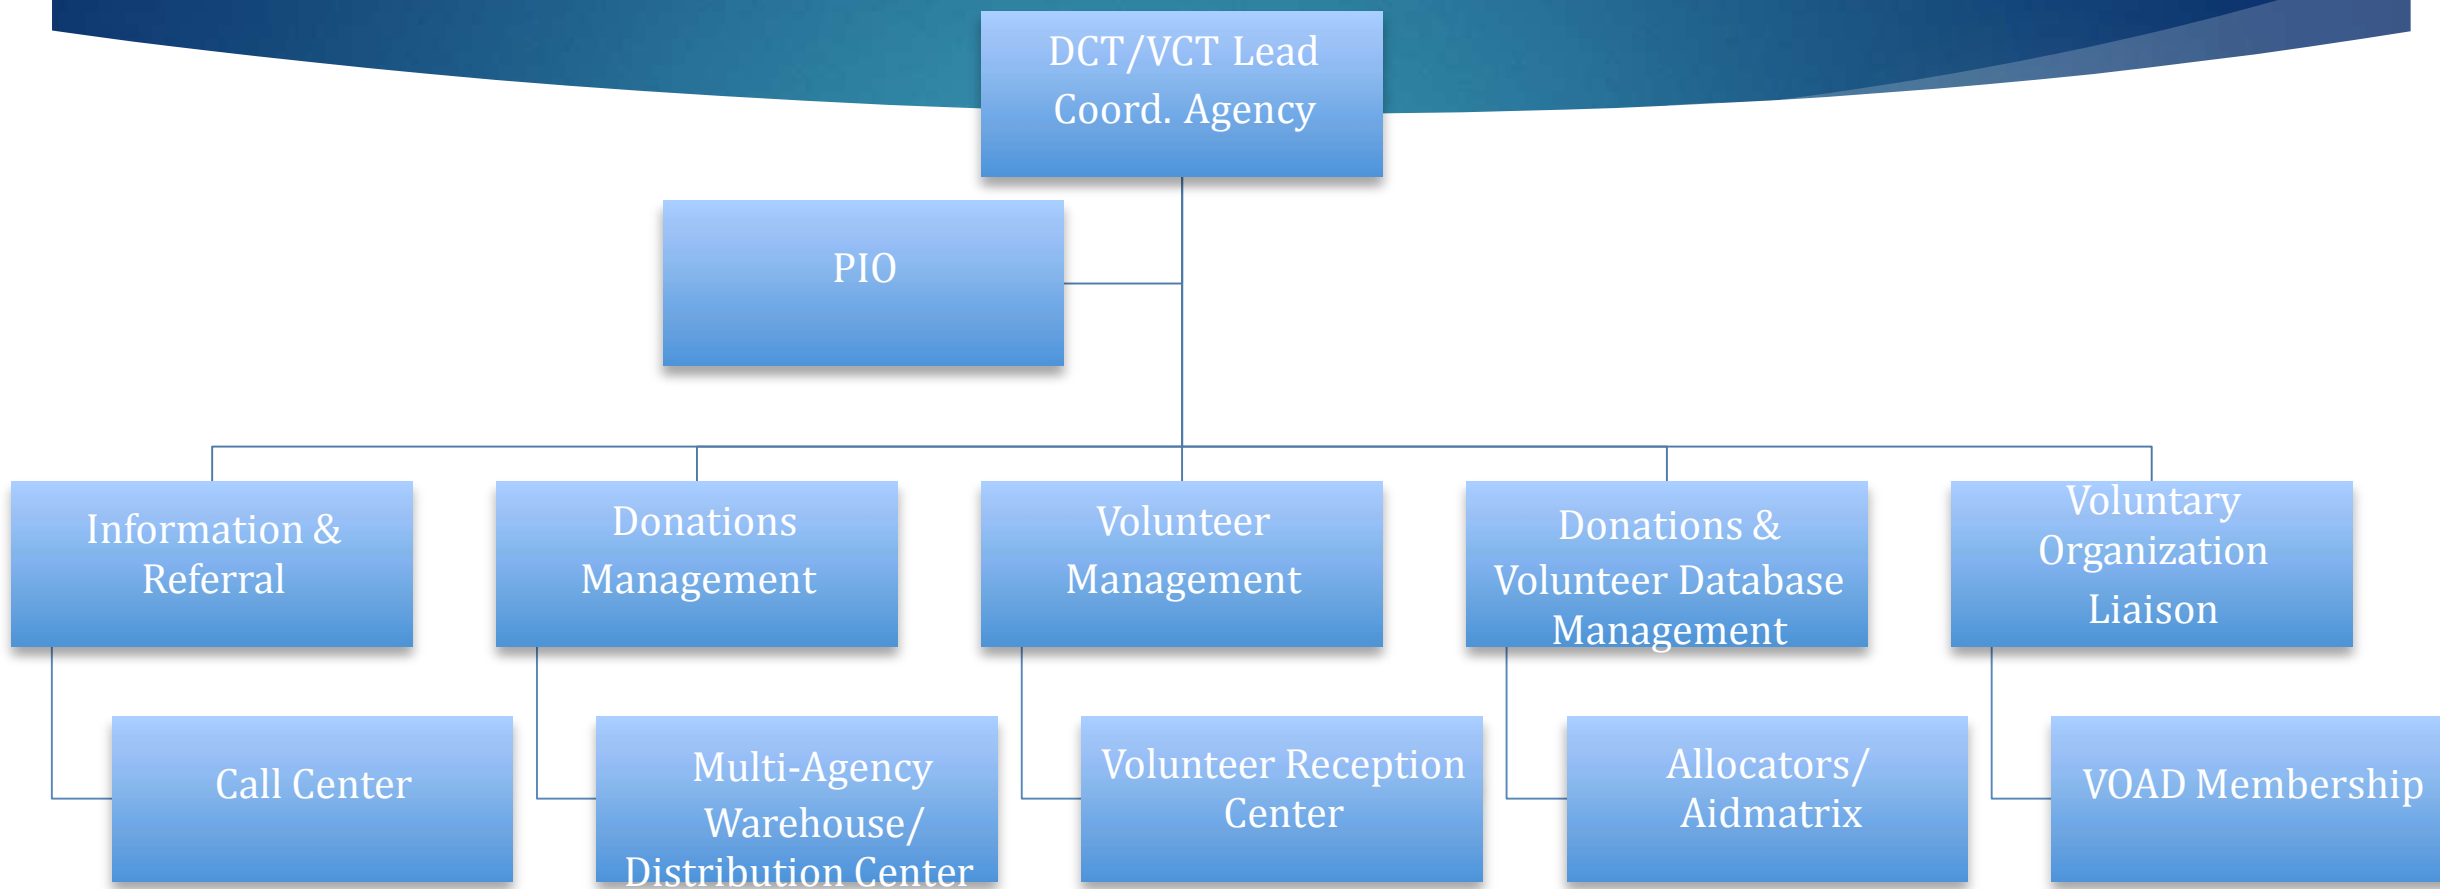 DCT/VCT Lead
Coord. Agency
PIO
Information &
Referral
Donations
Management
Volunteer
Management
Donations &
Volunteer Database
Management
Voluntary
Organization
Liaison
Call Center
Multi-Agency
Warehouse/
Distribution Center
Volunteer Reception
Center
Allocators/
Aidmatrix
VOAD Membership